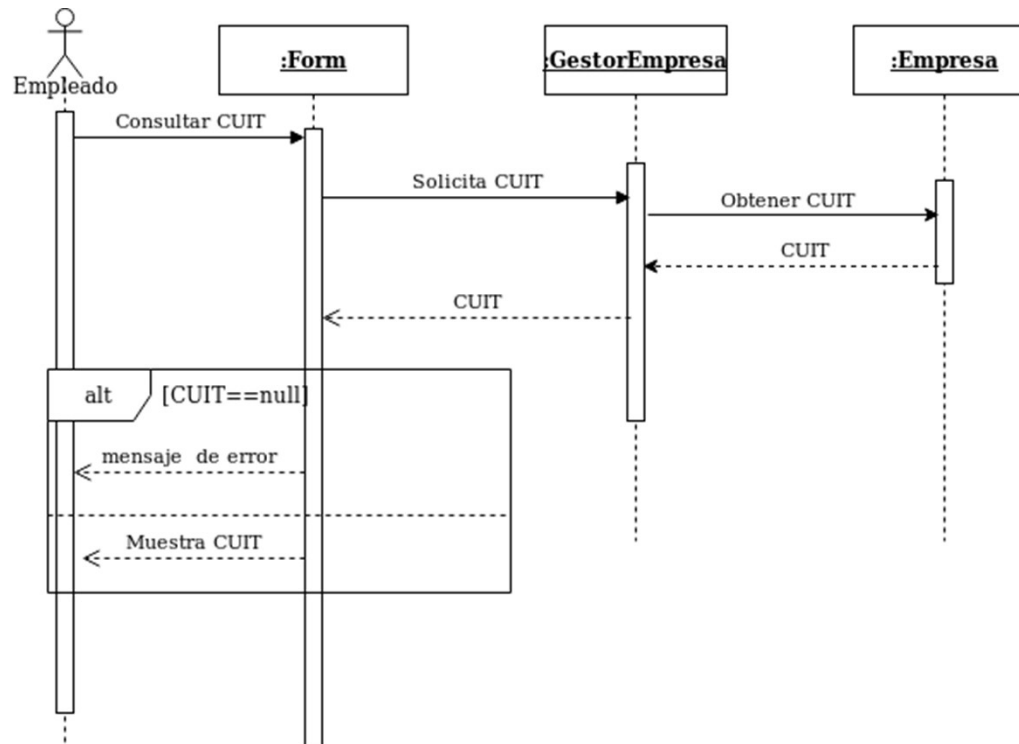 Empleado
:Form
:GestorEmpresa
:Empresa
Consultar CUIT
Solicita CUIT
Obtener CUIT
CUIT
CUIT
alt
[CUIT==null]
mensaje de error
Muestra CUIT